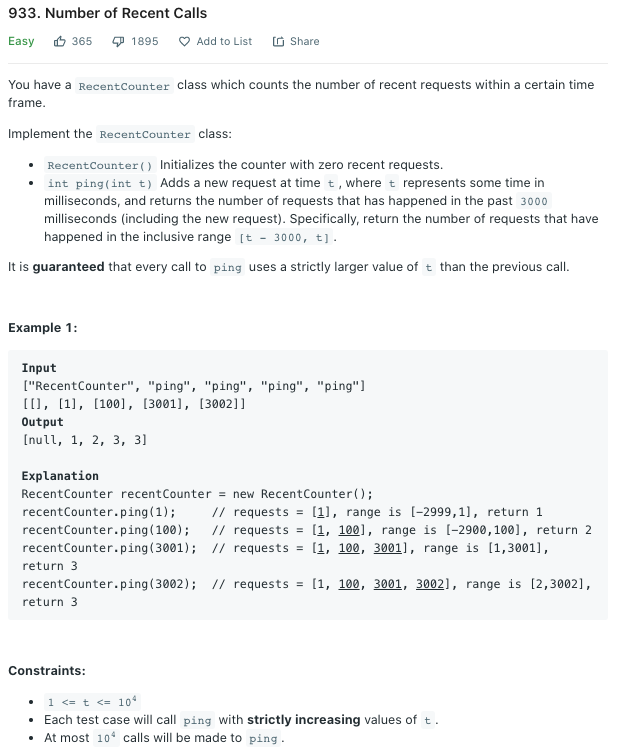 933. Number of Recent Calls
Easy 365 1895 Add to List Share
You have a RecentCounter class which counts the number of recent requests within a certain time
frame.
Implement the RecentCounter class:
• RecentCounter() Initializes the counter with zero recent requests.
• int ping(int t) Adds a new request at time t, where t represents some time in
milliseconds, and returns the number of requests that has happened in the past 3000
milliseconds (including the new request). Specifically, return the number of requests that have
happened in the inclusive range [t - 3000, t].
It is guaranteed that every call to ping uses a strictly larger value of t than the previous call.
Example 1:
Input
["RecentCounter", "ping", "ping", "ping", "ping"]
[[], [1], [100], [3001], [3002]]
Output
[null, 1, 2, 3, 3]
Explanation
RecentCounter recentCounter = new RecentCounter();
recentCounter.ping(1);     // requests = [1], range is [-2999,1], return 1
recentCounter.ping(100);   // requests = [1, 100], range is [-2900,100], return 2
recentCounter.ping(3001);  // requests = [1, 100, 3001], range is [1,3001],
return 3
recentCounter.ping(3002);  // requests = [1, 100, 3001, 3002], range is [2,3002],
return 3
Constraints:
• 1 <= t <= 10⁴
• Each test case will call ping with strictly increasing values of t.
• At most 10⁴ calls will be made to ping.